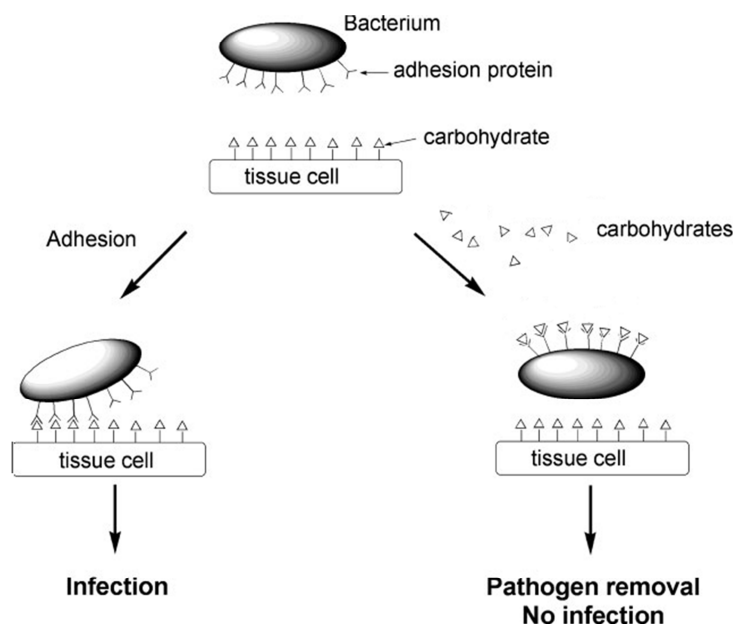 Bacterium
adhesion protein
carbohydrate
tissue cell
Adhesion
carbohydrates
tissue cell
tissue cell
Infection
Pathogen removal
No infection